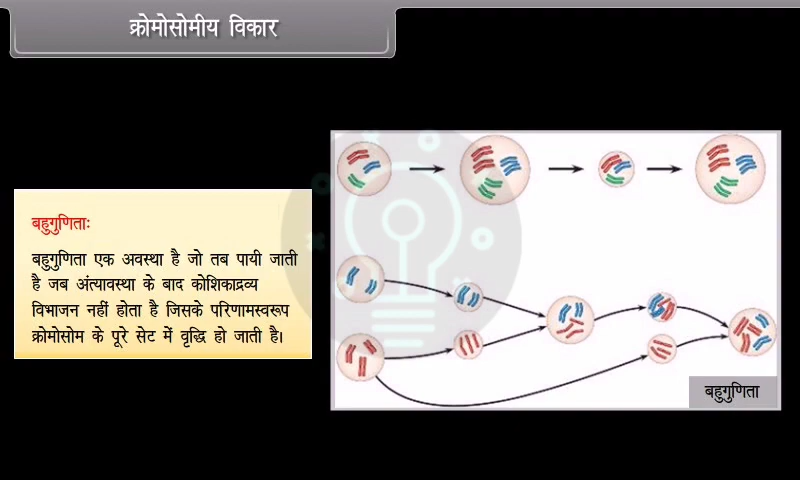 क्रोमोसोमीय विकार
बहुगुणिताः
बहुगुणिता एक अवस्था है जो तब पायी जाती
है जब अंत्यावस्था के बाद कोशिकाद्रव्य
विभाजन नहीं होता है जिसके परिणामस्वरूप
क्रोमोसोम के पूरे सेट में वृद्धि हो जाती है।
बहुगुणिता